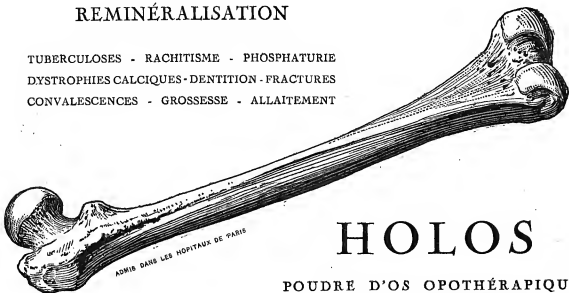 REMINÉRALISATION
TUBERCULOSES - RACHITISME - PHOSPHATURIE
DYSTROPHIES CALCIQUES - DENTITION - FRACTURES
CONVALESCENCES - GROSSESSE - ALLAITEMENT
ADMIS DANS LES HOPITAUX DE PARIS
HOLOS
POUDRE D'OS OPOTHÉRAPIQU